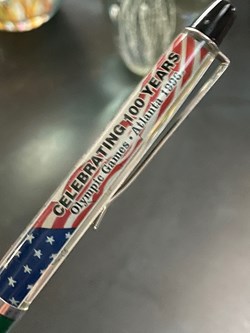 CELEBRATING 100 YEARS
Olympic Games • Atlanta 1996